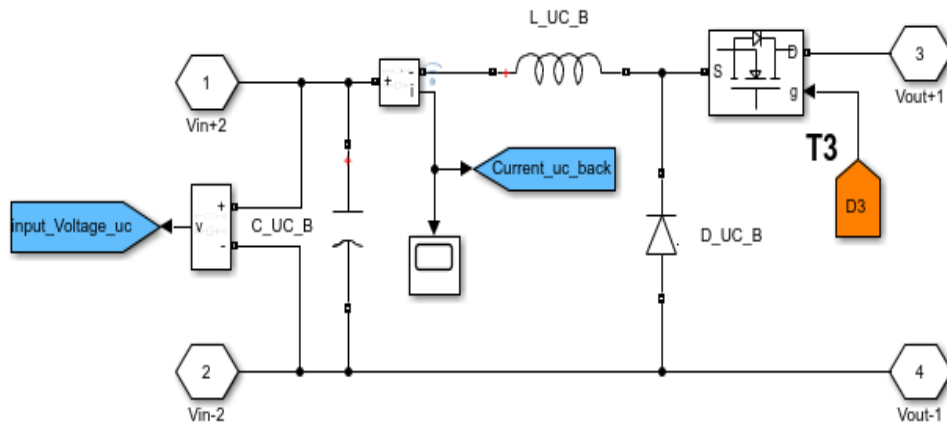 L_UC_B
1
Vin+2
+
-
i
S
D
g
3
Vout+1
T3
Current_uc_back
D3
input_Voltage_uc
v
+
-
C_UC_B
D_UC_B
2
Vin-2
4
Vout-1